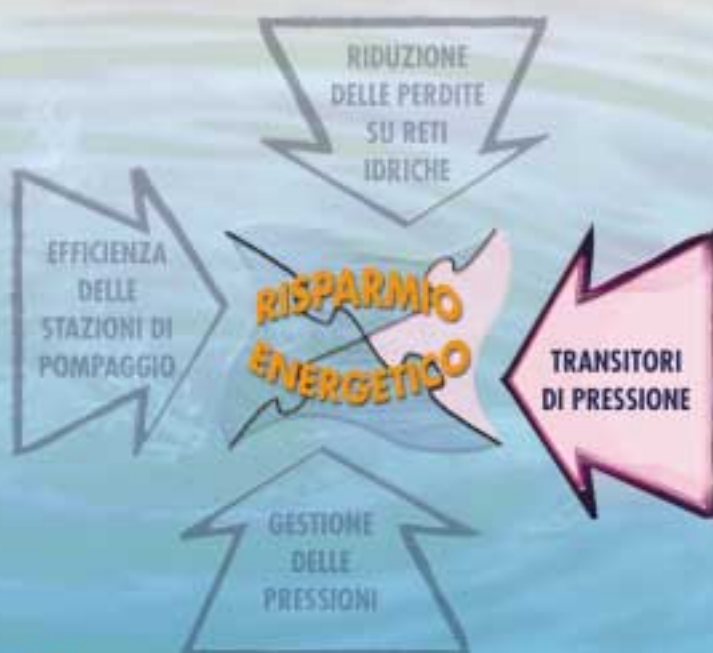 RIDUZIONE
DELLE PERDITE
SU RETI
IDRICHE
EFFICIENZA
DELLE
STAZIONI DI
POMPAGGIO
RISPARMIO
ENERGETICO
TRANSITORI
DI PRESSIONE
GESTIONE
DELLE
PRESSIONI